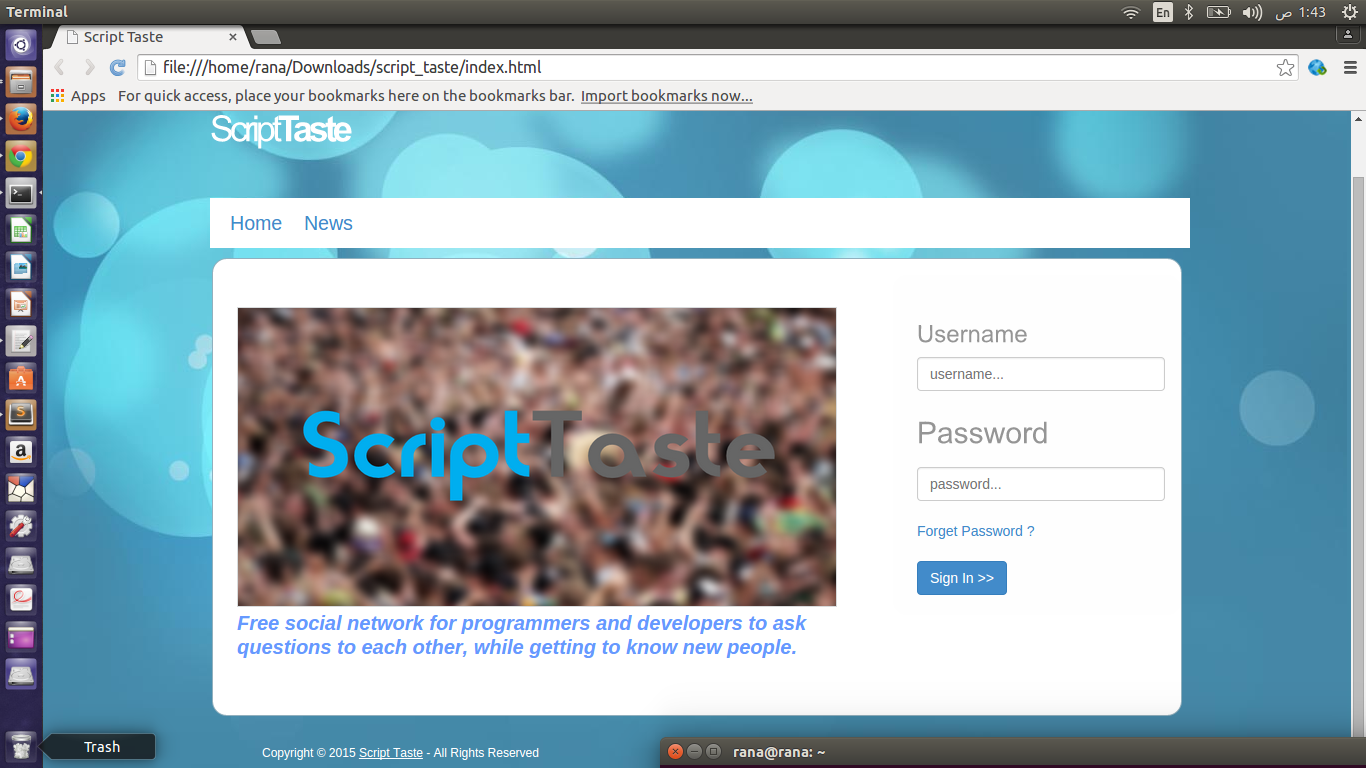 Terminal
En
ص 1:43
Script Taste
file:///home/rana/Downloads/script_taste/index.html
Apps For quick access, place your bookmarks here on the bookmarks bar. Import bookmarks now...
ScriptTaste
Home News
ScriptTaste
Free social network for programmers and developers to ask
questions to each other, while getting to know new people.
Username
username...
Password
password...
Forget Password ?
Sign In >>
Trash
Copyright © 2015 Script Taste - All Rights Reserved
rana@rana: ~